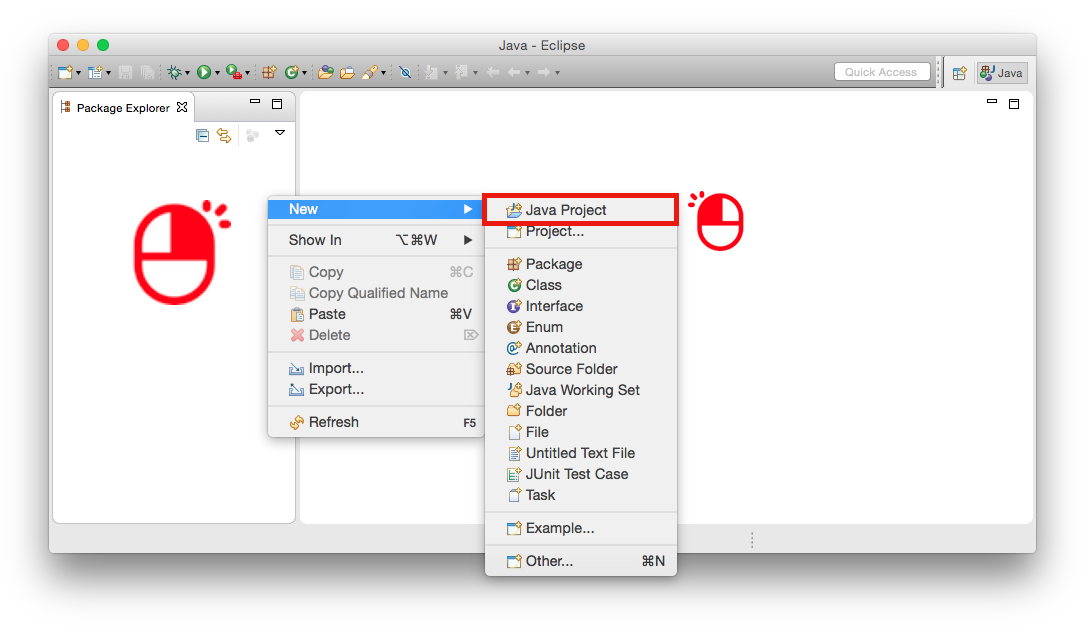 Java - Eclipse
Quick Access
Java
Package Explorer
New
Show In ⌥⌘W
Copy ⌘C
Copy Qualified Name
Paste ⌘V
Delete ⌦
Import...
Export...
Refresh F5
Java Project
Project...
Package
Class
Interface
Enum
Annotation
Source Folder
Java Working Set
Folder
File
Untitled Text File
JUnit Test Case
Task
Example...
Other... ⌘N